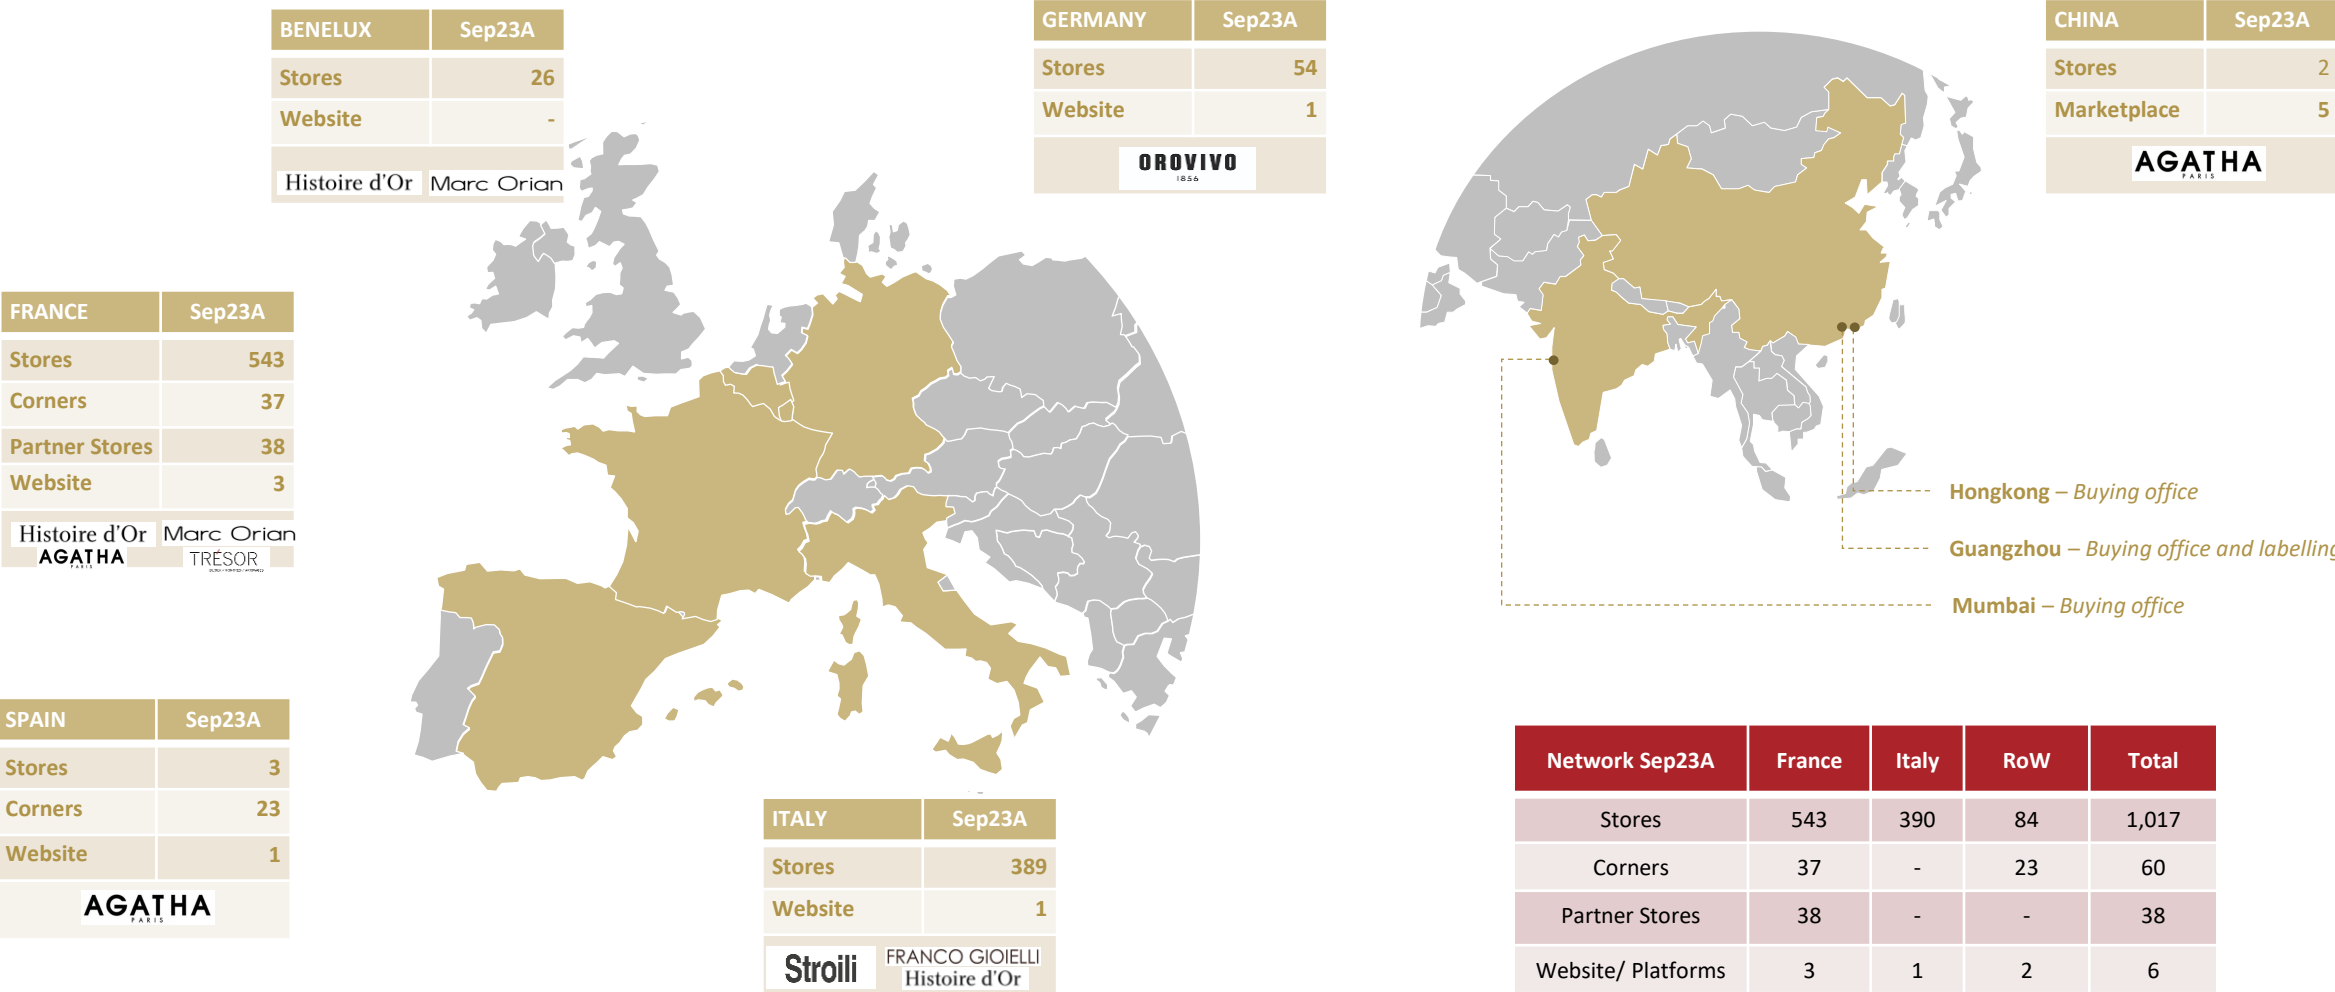 BENELUX Sep23A
Stores 26
Website -
Histoire d'Or Marc Orian
GERMANY Sep23A
Stores 54
Website 1
OROVIVO
1856
CHINA Sep23A
Stores 2
Marketplace 5
AGATHA
PARIS
FRANCE Sep23A
Stores 543
Corners 37
Partner Stores 38
Website 3
Histoire d'Or Marc Orian
AGATHA TRÉSOR
PARIS
Hongkong – Buying office
Guangzhou – Buying office and labelling
Mumbai – Buying office
SPAIN Sep23A
Stores 3
Corners 23
Website 1
AGATHA
PARIS
ITALY Sep23A
Stores 389
Website 1
Stroili FRANCO GIOIELLI
Histoire d'Or
Network Sep23A France Italy RoW Total
Stores 543 390 84 1,017
Corners 37 - 23 60
Partner Stores 38 - - 38
Website/ Platforms 3 1 2 6